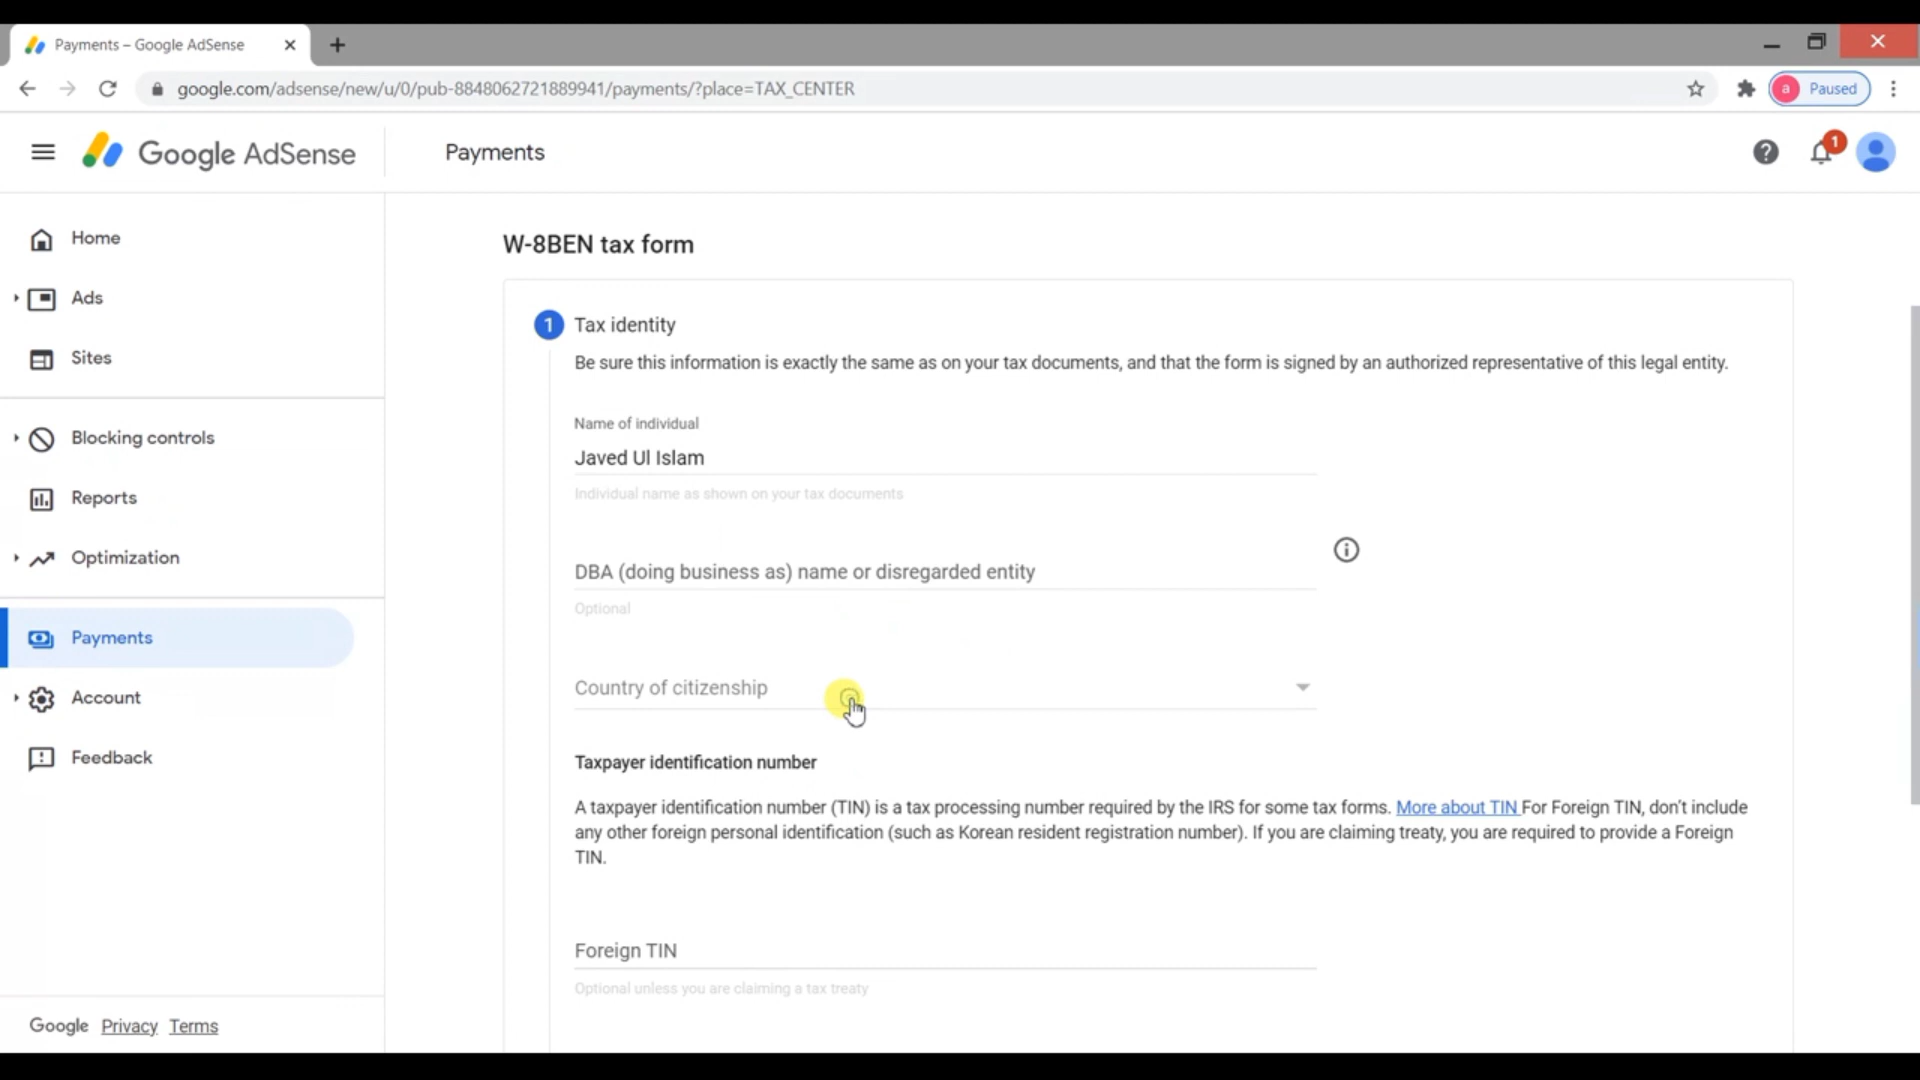 Payments – Google AdSense
google.com/adsense/new/u/0/pub-8848062721889941/payments/?place=TAX_CENTER
a Paused
Google AdSense
Payments
1
Home
Ads
Sites
Blocking controls
Reports
Optimization
Payments
Account
Feedback
Google Privacy Terms
W-8BEN tax form
1 Tax identity
Be sure this information is exactly the same as on your tax documents, and that the form is signed by an authorized representative of this legal entity.
Name of individual
Javed Ul Islam
Individual name as shown on your tax documents
DBA (doing business as) name or disregarded entity
Optional
Country of citizenship
Taxpayer identification number
A taxpayer identification number (TIN) is a tax processing number required by the IRS for some tax forms. More about TIN For Foreign TIN, don't include
any other foreign personal identification (such as Korean resident registration number). If you are claiming treaty, you are required to provide a Foreign
TIN.
Foreign TIN
Optional unless you are claiming a tax treaty